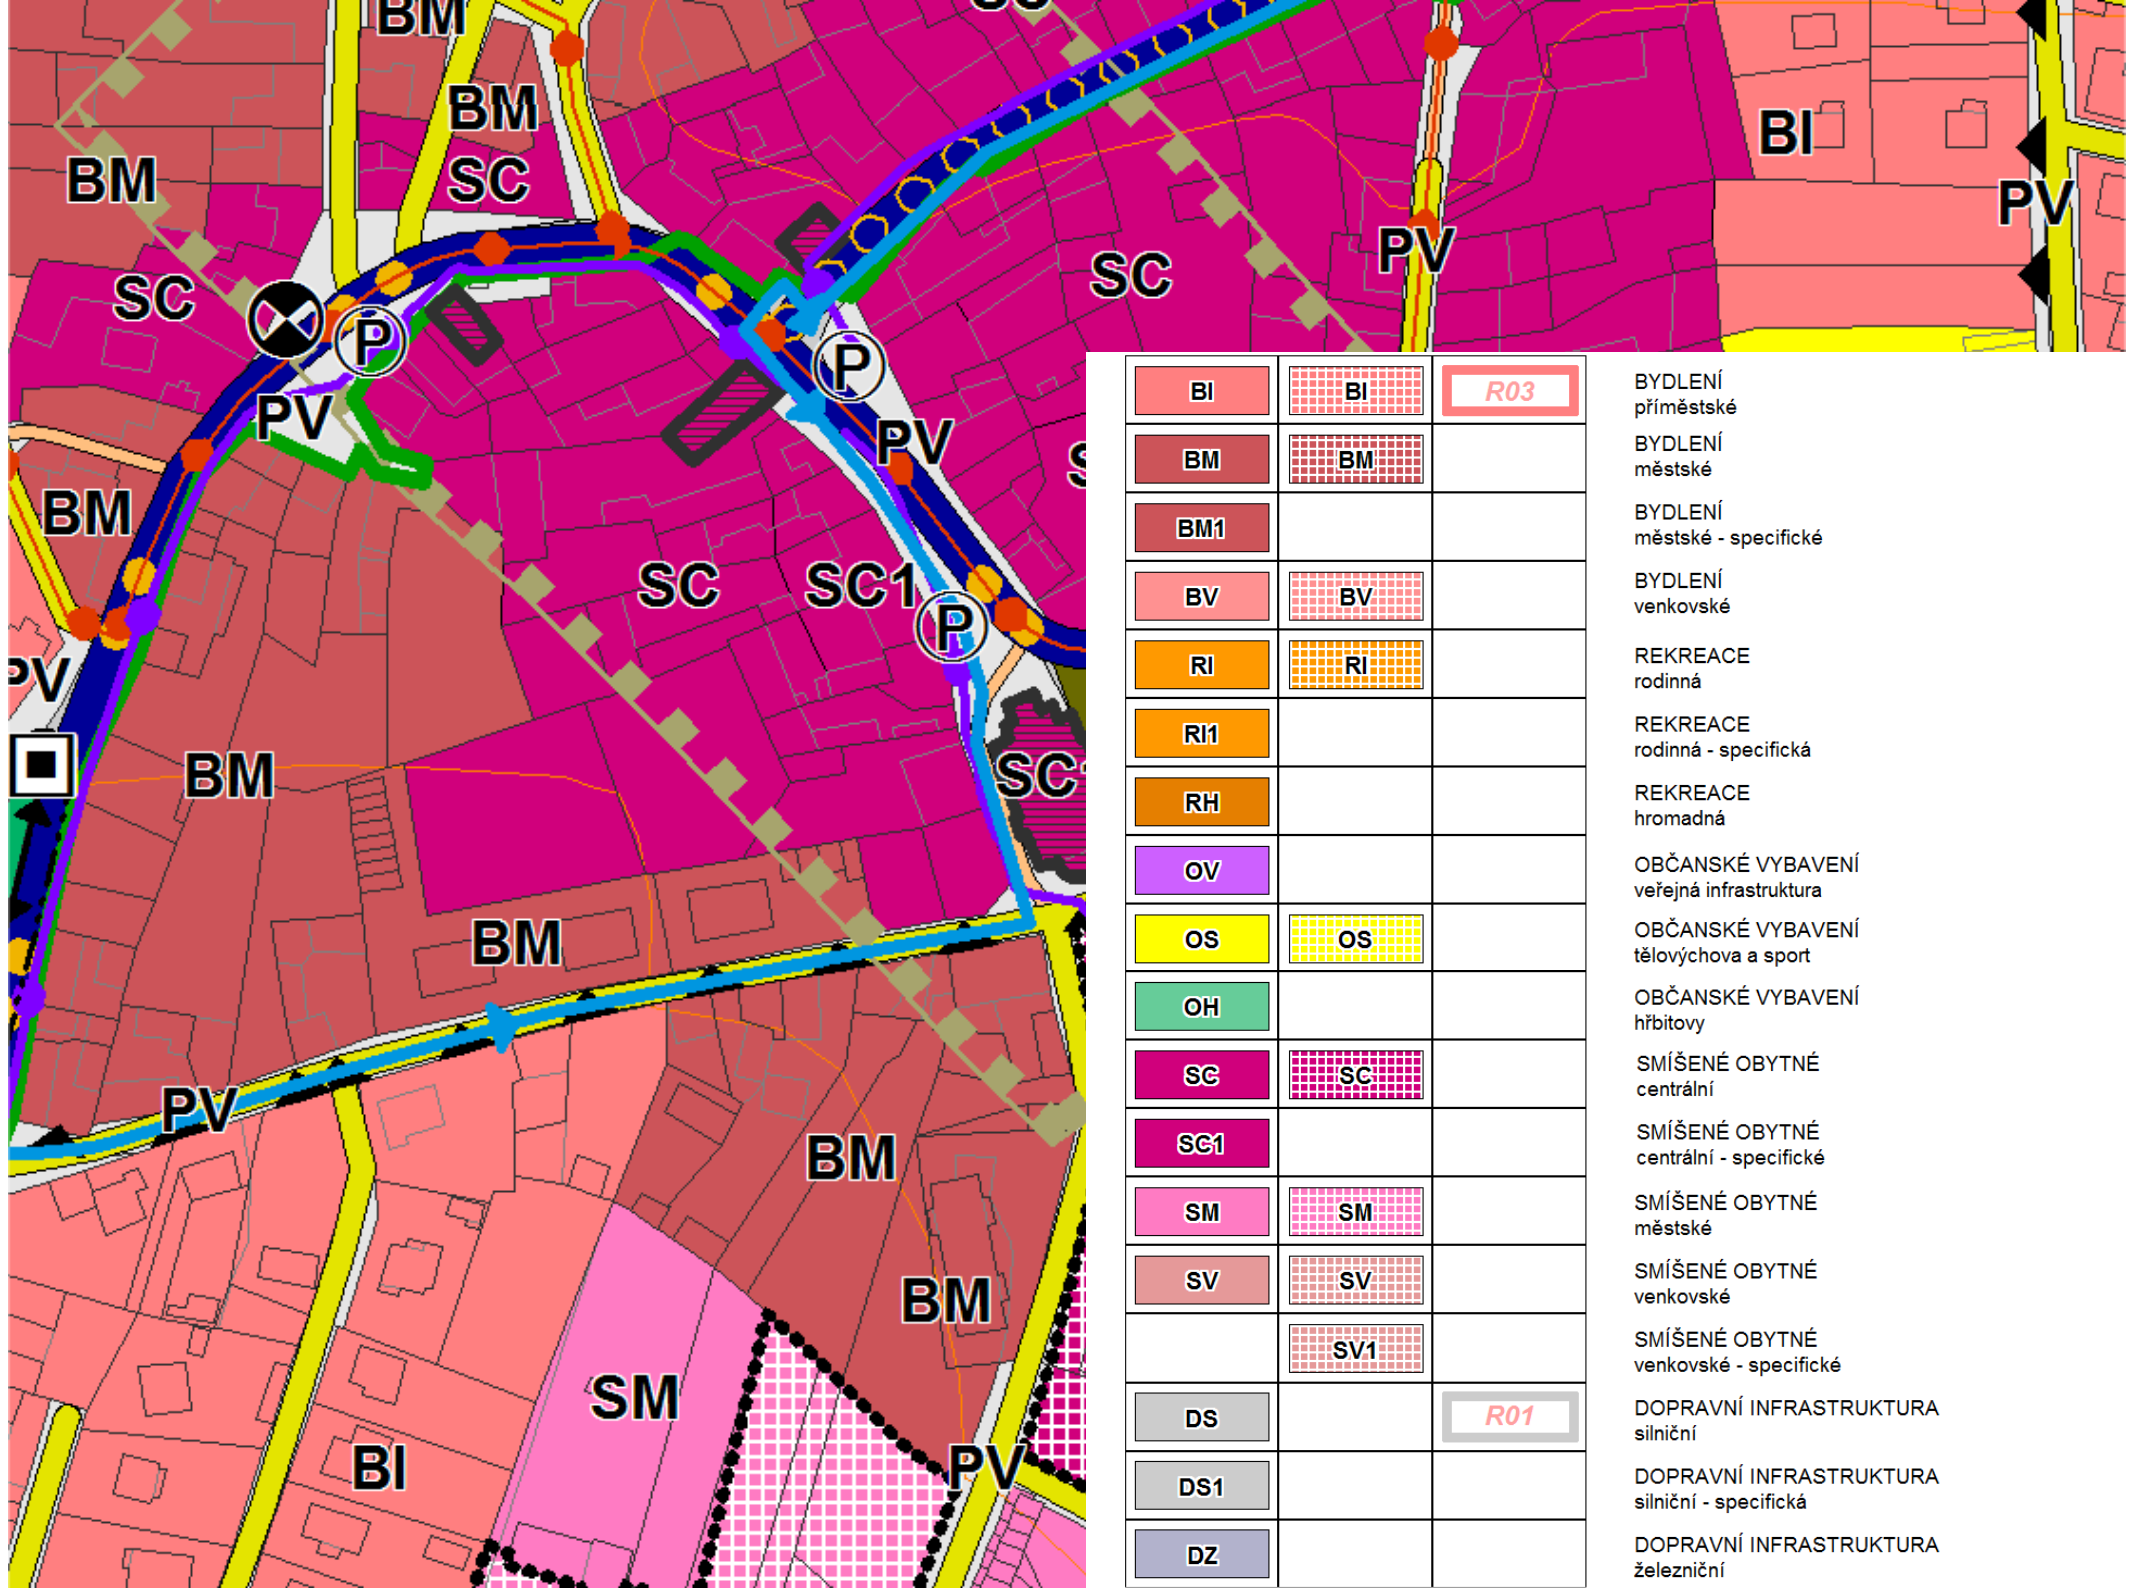 BM
SC
BM
BI
BM
SC
PV
SC
PV
SC
P
P
PV
PV
BM
SC
SC1
P
PV
BM
SC1
BM
PV
BM
BM
SM
BI
PV
BI BI R03 BYDLENÍ
příměstské
BM BM BYDLENÍ
městské
BM1 BYDLENÍ
městské - specifické
BV BV BYDLENÍ
venkovské
RI RI REKREACE
rodinná
RI1 REKREACE
rodinná - specifická
RH REKREACE
hromadná
OV OBČANSKÉ VYBAVENÍ
veřejná infrastruktura
OS OS OBČANSKÉ VYBAVENÍ
tělovýchova a sport
OH OBČANSKÉ VYBAVENÍ
hřbitovy
SC SC SMÍŠENÉ OBYTNÉ
centrální
SC1 SMÍŠENÉ OBYTNÉ
centrální - specifické
SM SM SMÍŠENÉ OBYTNÉ
městské
SV SV SMÍŠENÉ OBYTNÉ
venkovské
SV1 SMÍŠENÉ OBYTNÉ
venkovské - specifické
DS R01 DOPRAVNÍ INFRASTRUKTURA
silniční
DS1 DOPRAVNÍ INFRASTRUKTURA
silniční - specifická
DZ DOPRAVNÍ INFRASTRUKTURA
železniční